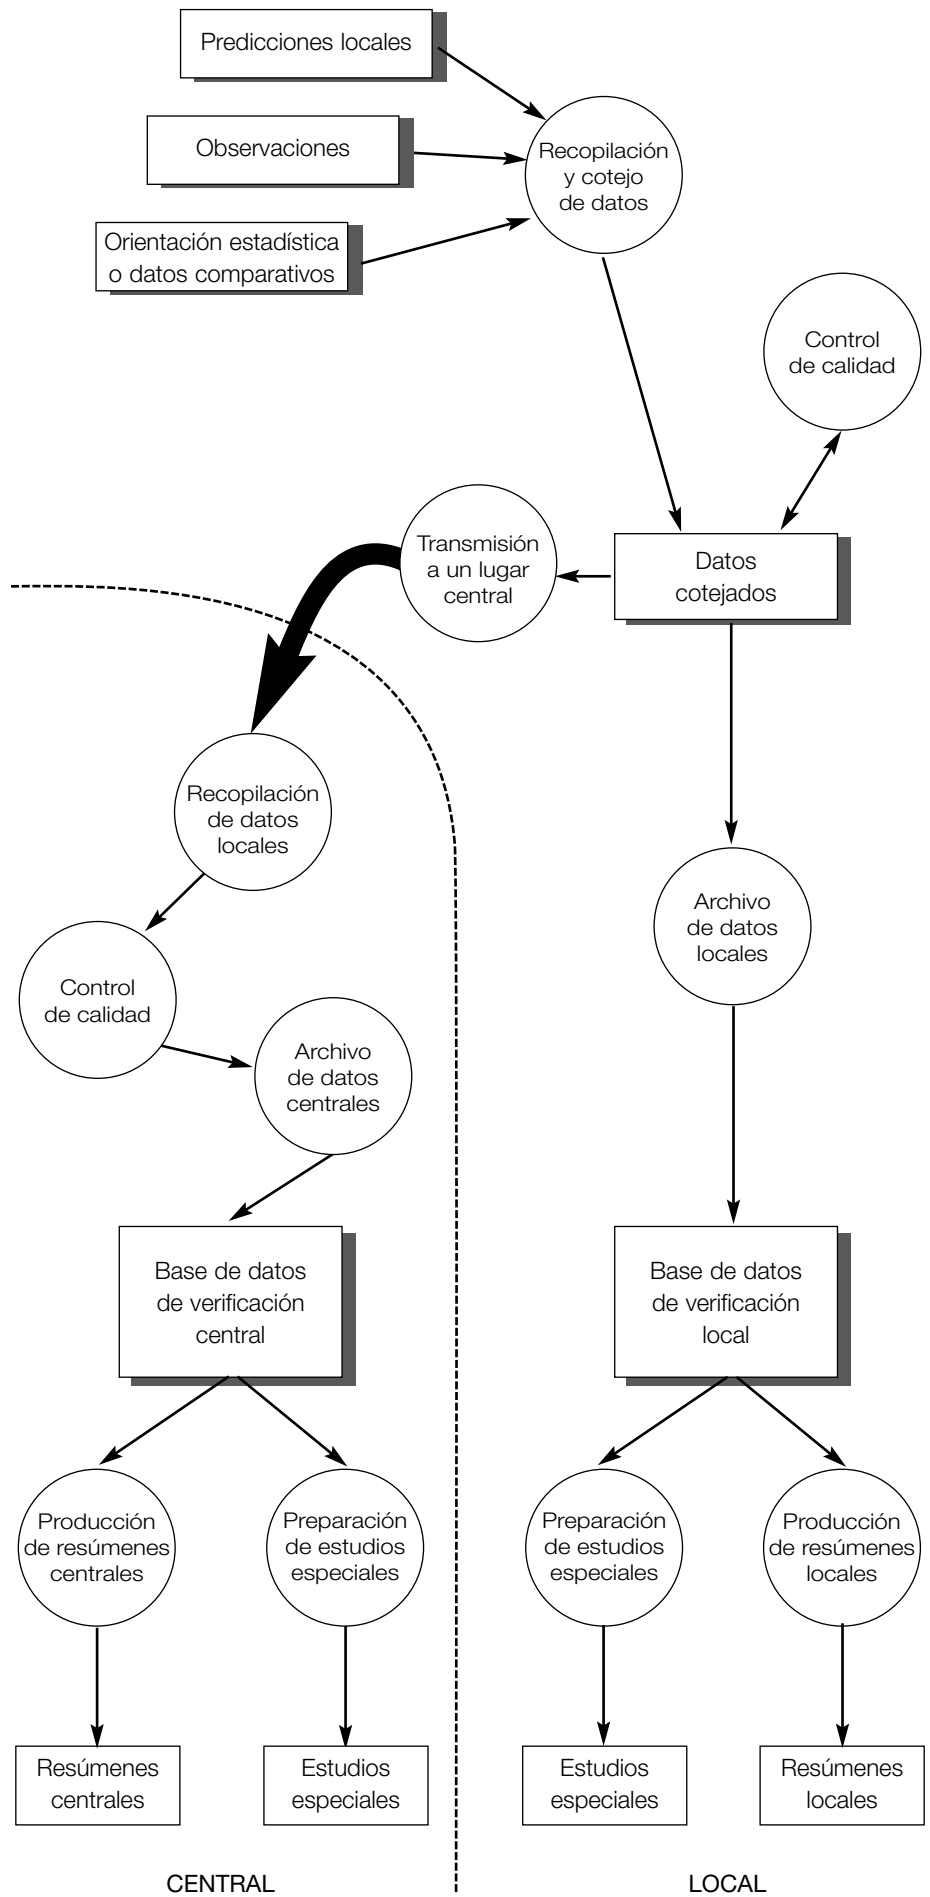 Predicciones locales
Observaciones
Orientación estadística
o datos comparativos
Recopilación
y cotejo
de datos
Control
de calidad
Transmisión
a un lugar
central
Datos
cotejados
Recopilación
de datos
locales
Archivo
de datos
locales
Control
de calidad
Archivo
de datos
centrales
Base de datos
de verificación
central
Base de datos
de verificación
local
Producción
de resúmenes
centrales
Preparación
de estudios
especiales
Preparación
de estudios
especiales
Producción
de resúmenes
locales
Resúmenes
centrales
Estudios
especiales
Estudios
especiales
Resúmenes
locales
CENTRAL
LOCAL